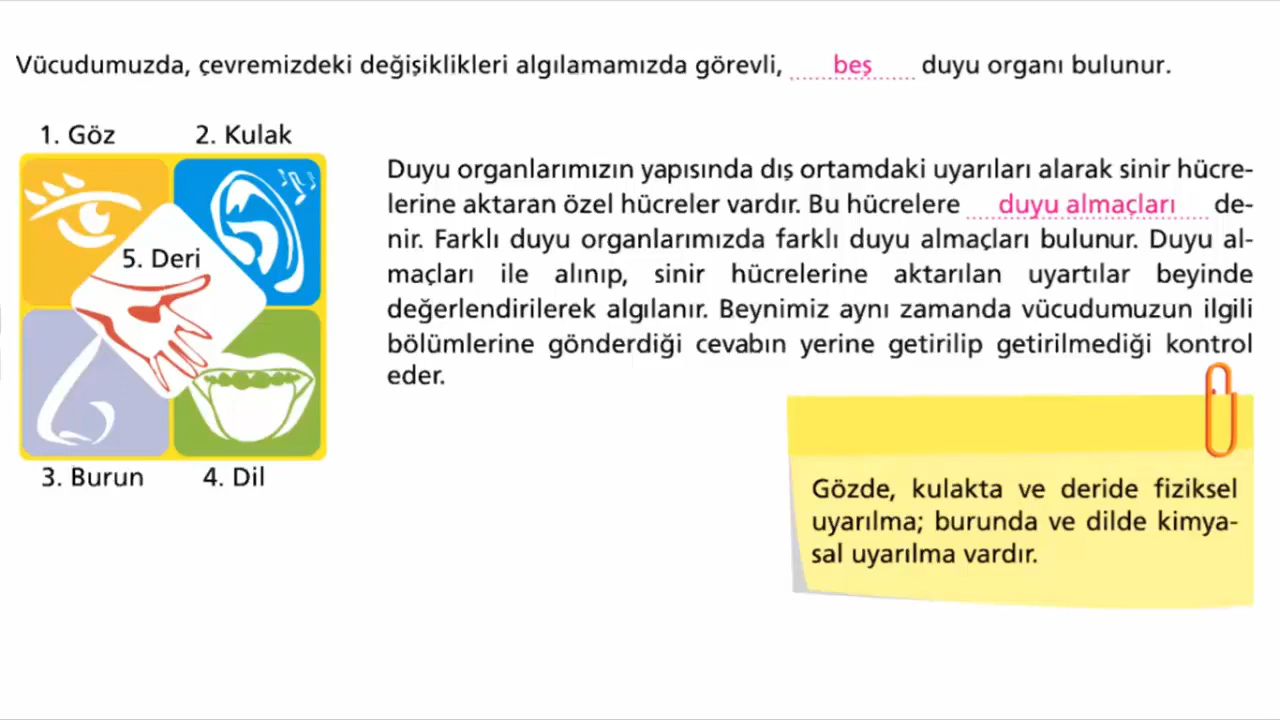 Vücudumuzda, çevremizdeki değişiklikleri algılamamızda görevli, beş duyu organı bulunur.
1. Göz
2. Kulak
5. Deri
3. Burun
4. Dil
Duyu organlarımızın yapısında dış ortamdaki uyarıları alarak sinir hücre-
lerine aktaran özel hücreler vardır. Bu hücrelere duyu almaçları de-
nir. Farklı duyu organlarımızda farklı duyu almaçları bulunur. Duyu al-
maçları ile alınıp, sinir hücrelerine aktarılan uyartılar beyinde
değerlendirilerek algılanır. Beynimiz aynı zamanda vücudumuzun ilgili
bölümlerine gönderdiği cevabın yerine getirilip getirilmediği kontrol
eder.
Gözde, kulakta ve deride fiziksel
uyarılma; burunda ve dilde kimya-
sal uyarılma vardır.